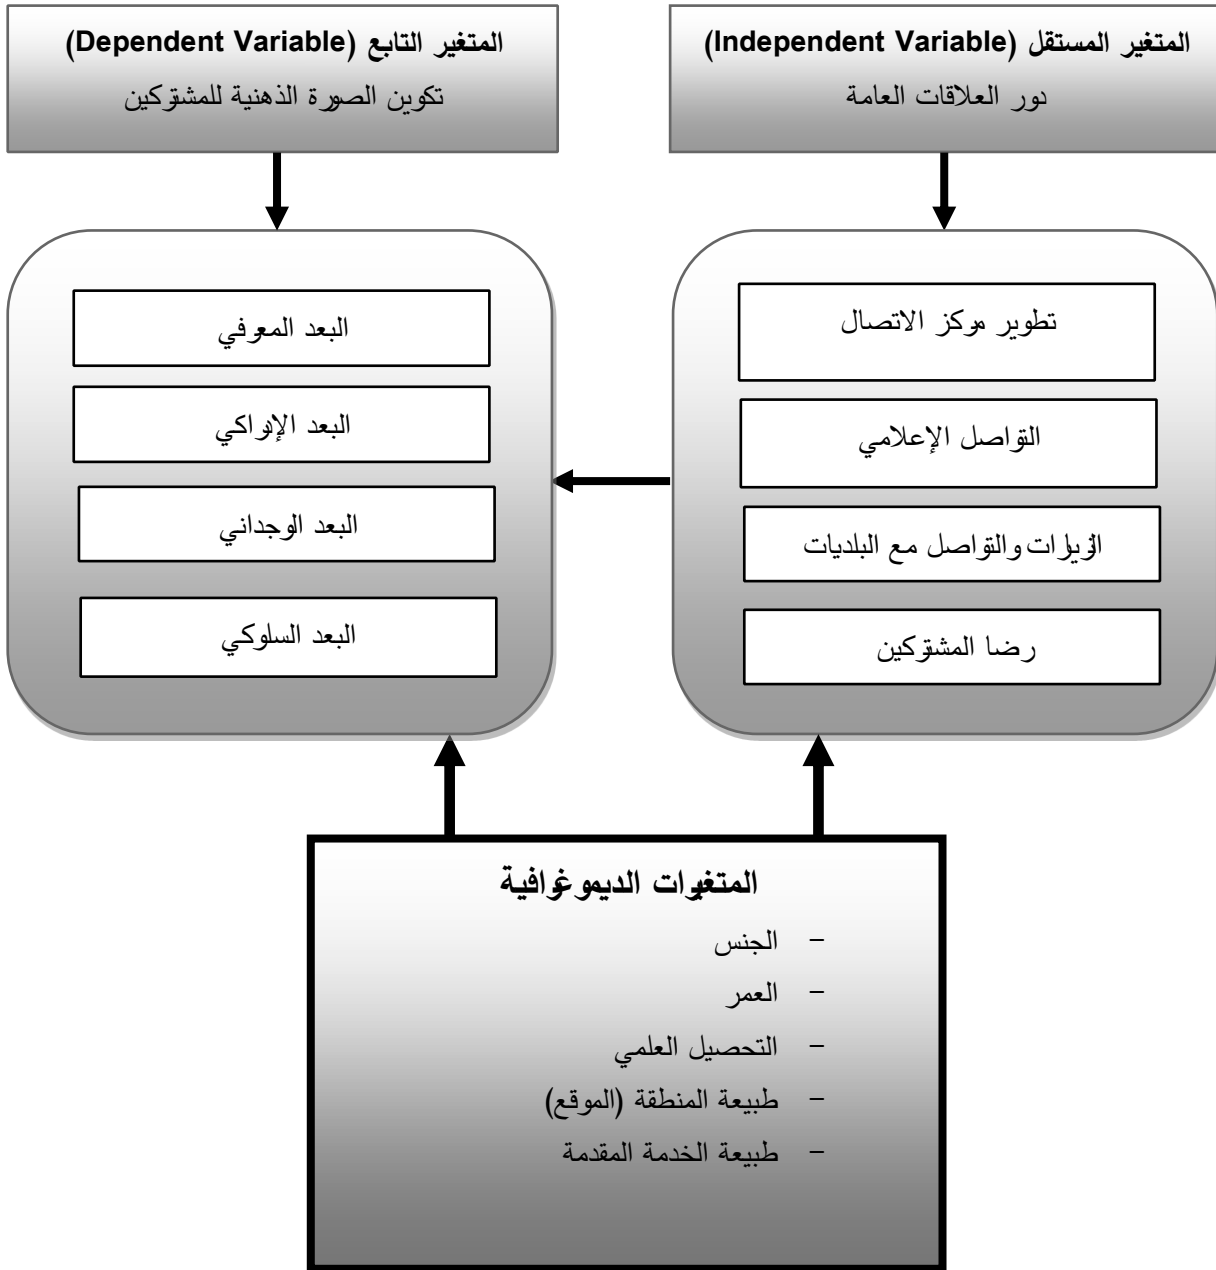 المتغير المستقل (Independent Variable)
دور العلاقات العامة
المتغير التابع (Dependent Variable)
تكوين الصورة الذهنية للمشتركين
تطوير مركز الاتصال
التواصل الإعلامي
الزيارات والتواصل مع البلديات
رضا المشتركين
البعد المعرفي
البعد الإدراكي
البعد الوجداني
البعد السلوكي
المتغيرات الديموغرافية
- الجنس
- العمر
- التحصيل العلمي
- طبيعة المنطقة (الموقع)
- طبيعة الخدمة المقدمة